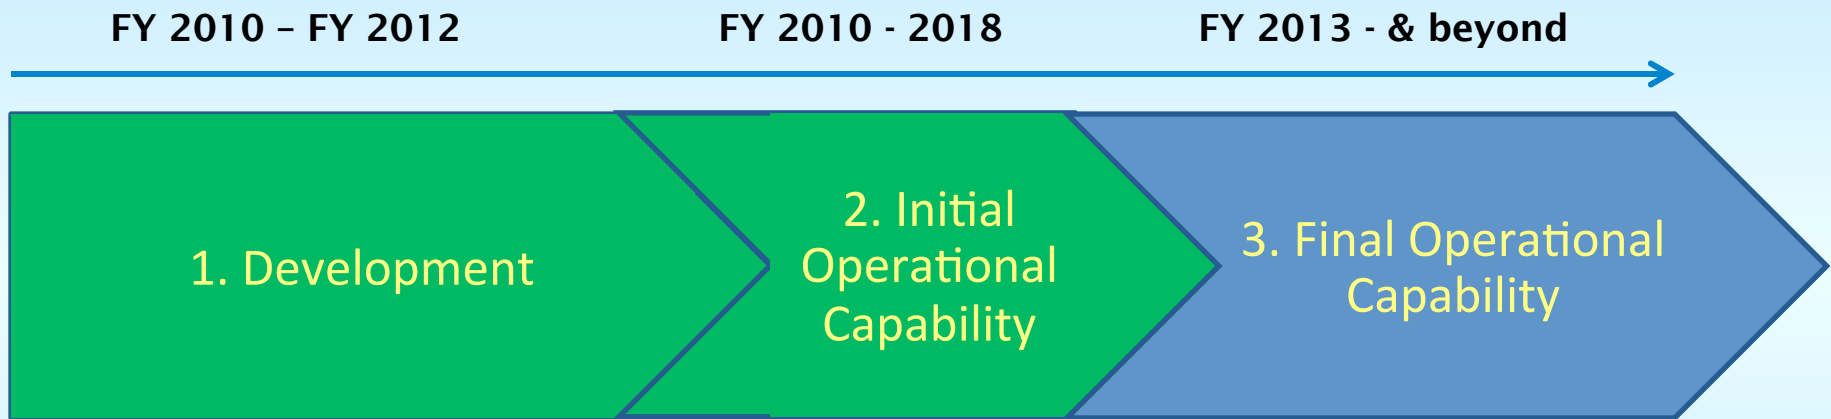 FY 2010 – FY 2012
FY 2010 - 2018
FY 2013 - & beyond
1. Development
2. Initial
Operational
Capability
3. Final Operational
Capability